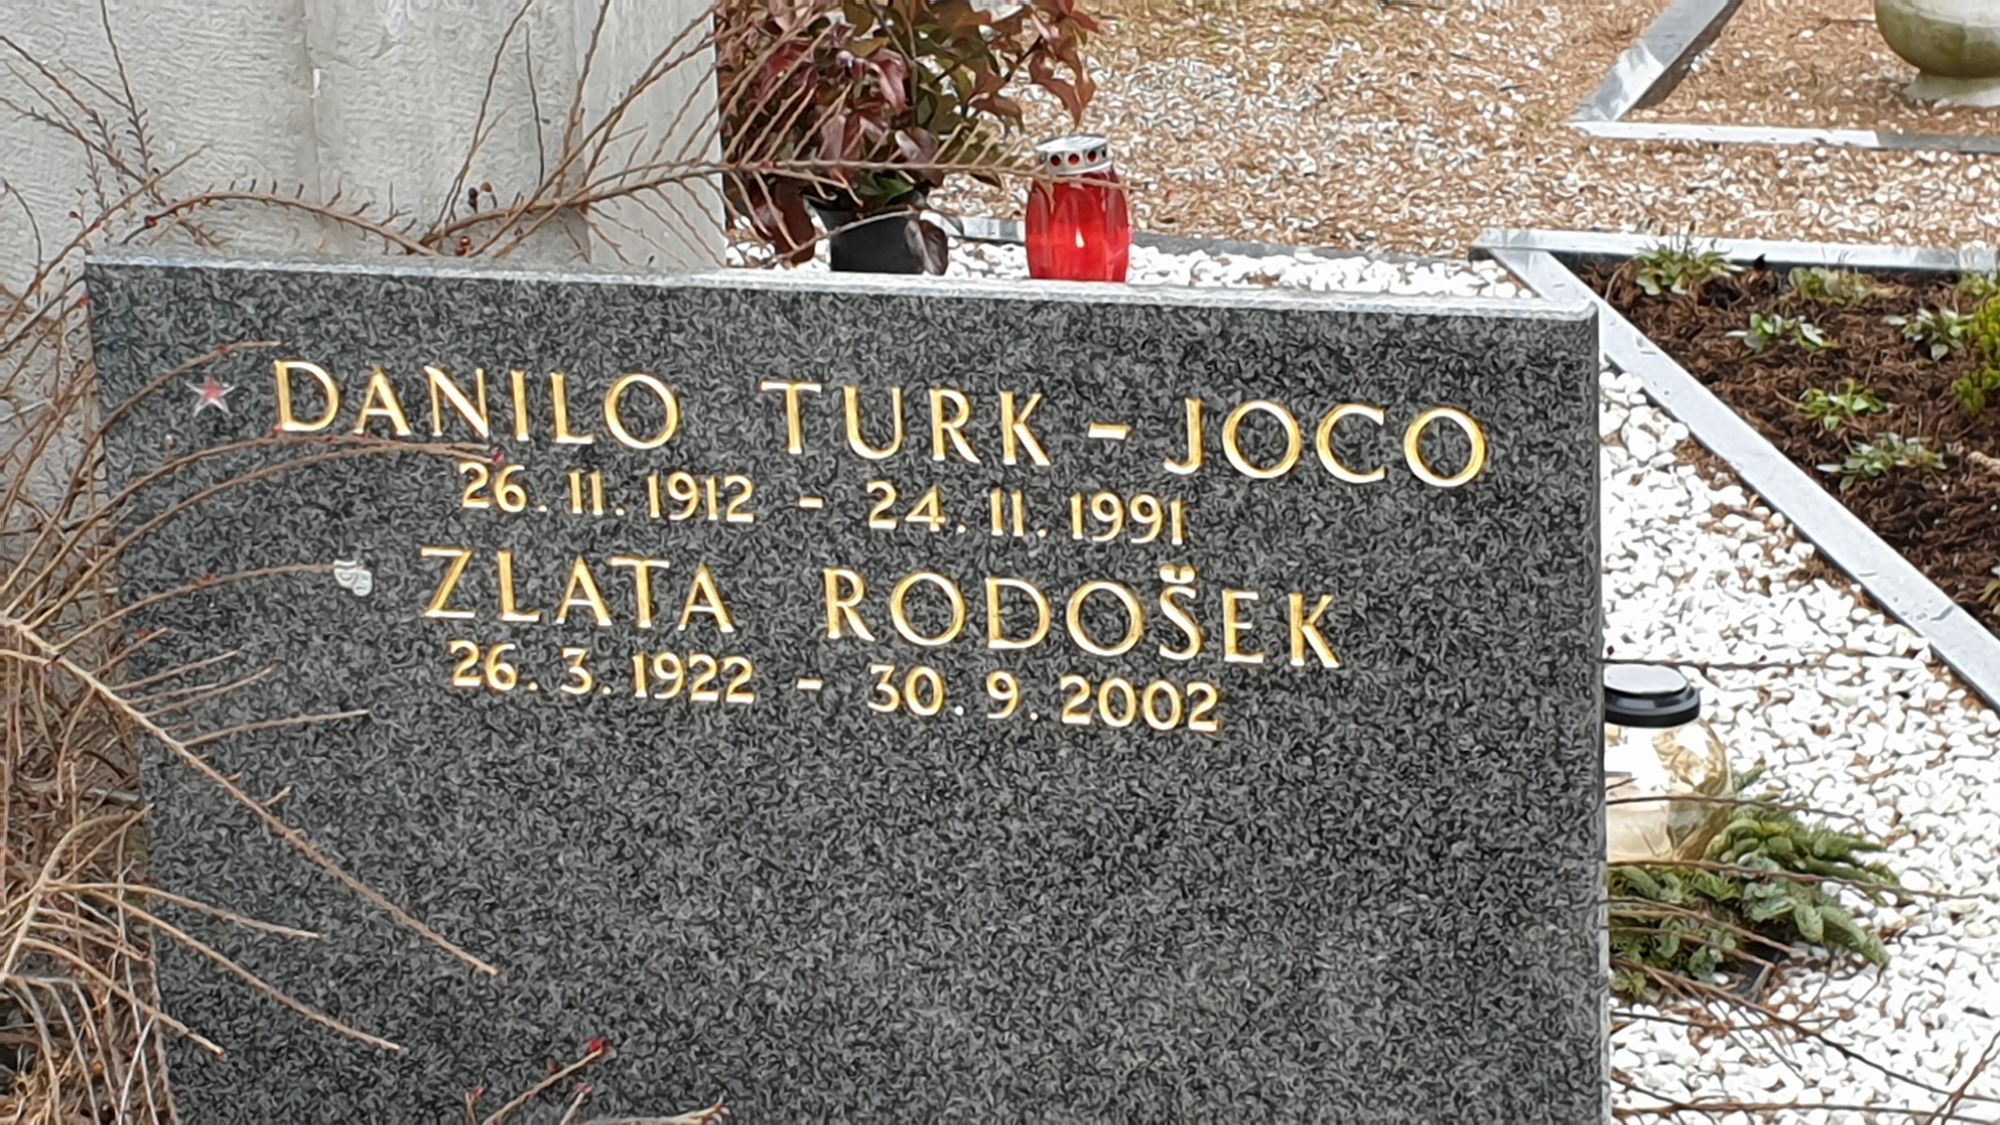 DANILO TURK - JOCO
26. 11. 1912 - 24. 11. 1991
ZLATA RODOŠEK
26. 3. 1922 - 30. 9. 2002